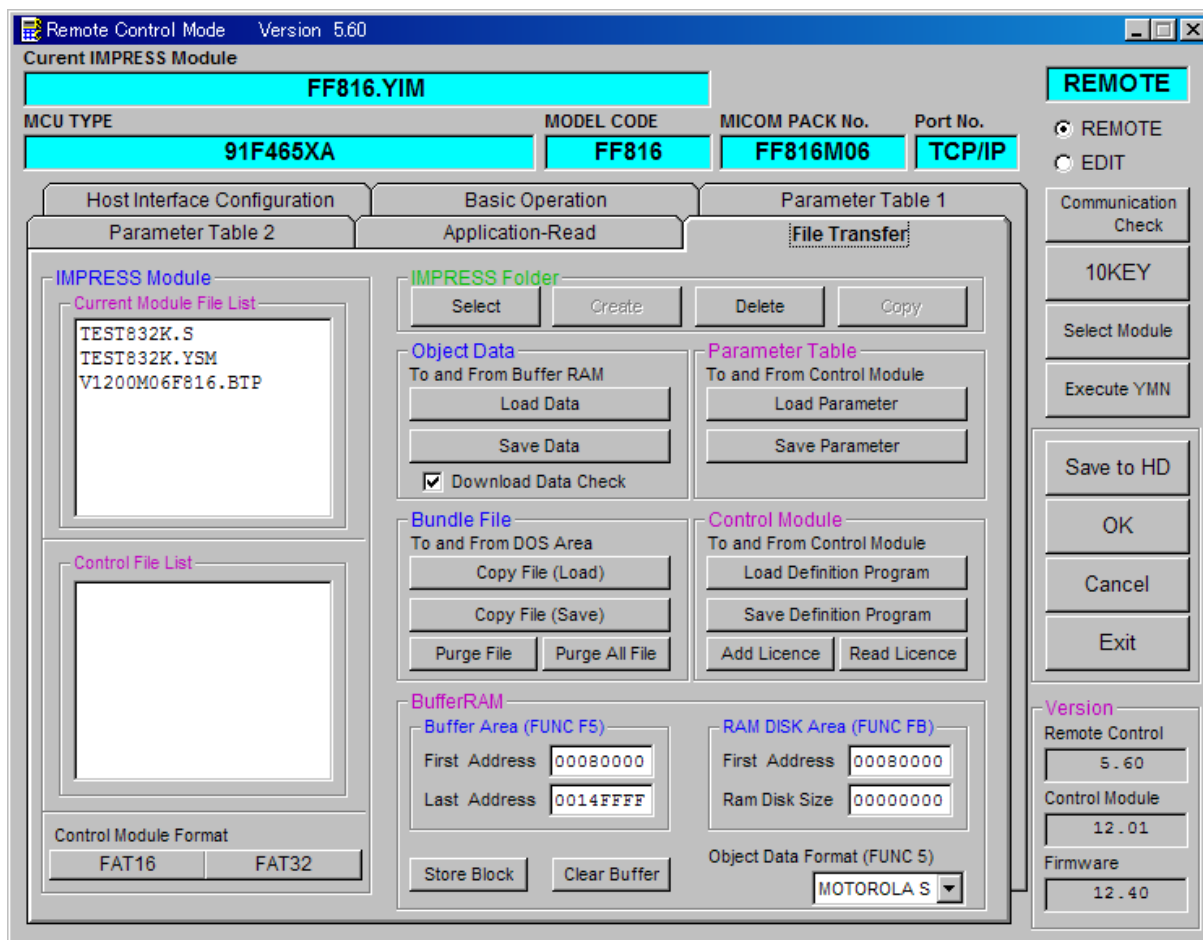 Remote Control Mode Version 5.60
Curent IMPRESS Module
FF816.YIM
MCU TYPE MODEL CODE MICOM PACK No. Port No.
91F465XA FF816 FF816M06 TCP/IP
REMOTE
REMOTE
EDIT
Host Interface Configuration Basic Operation Parameter Table 1
Parameter Table 2 Application-Read File Transfer
IMPRESS Module
Current Module File List
TEST832K.S
TEST832K.YSM
V1200M06F816.BTP
Control File List
Control Module Format
FAT16 FAT32
IMPRESS Folder
Select Create Delete Copy
Object Data
To and From Buffer RAM
Load Data
Save Data
Download Data Check
Parameter Table
To and From Control Module
Load Parameter
Save Parameter
Bundle File
To and From DOS Area
Copy File (Load)
Copy File (Save)
Purge File Purge All File
Control Module
To and From Control Module
Load Definition Program
Save Definition Program
Add Licence Read Licence
BufferRAM
Buffer Area (FUNC F5)
First Address 00080000
Last Address 0014FFFF
RAM DISK Area (FUNC FB)
First Address 00080000
Ram Disk Size 00000000
Store Block Clear Buffer
Object Data Format (FUNC 5)
MOTOROLA S
Communication
Check
10KEY
Select Module
Execute YMN
Save to HD
OK
Cancel
Exit
Version
Remote Control
5.60
Control Module
12.01
Firmware
12.40